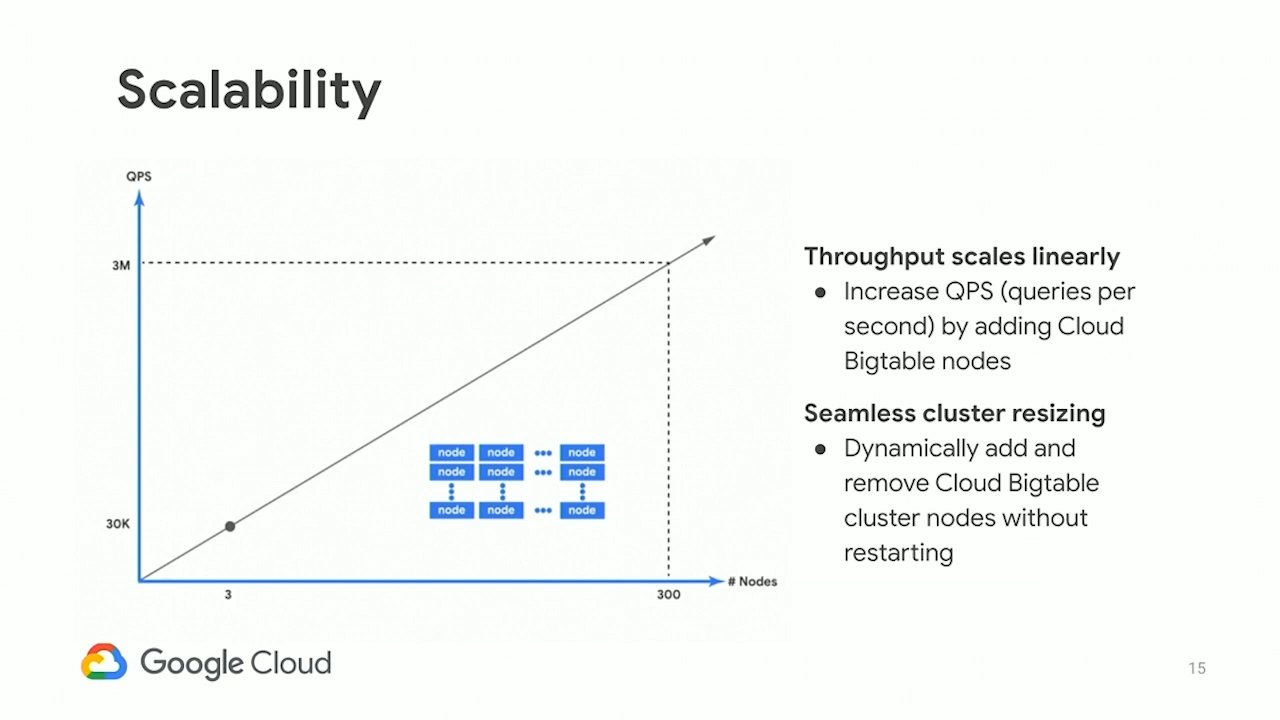 Scalability
QPS
3M
30K
node node ••• node
node node ••• node
node node ••• node
# Nodes
3
300
Throughput scales linearly
● Increase QPS (queries per
second) by adding Cloud
Bigtable nodes
Seamless cluster resizing
● Dynamically add and
remove Cloud Bigtable
cluster nodes without
restarting
Google Cloud
15